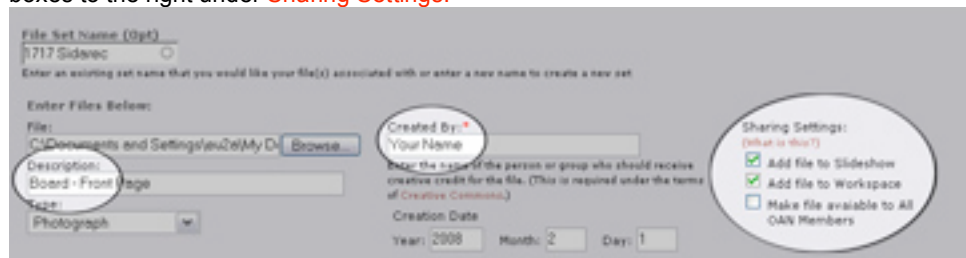 boxes to the right under Sharing Settings.
File Set Name (Opt)
1717 Sidarec
Enter an existing set name that you would like your file(s) associated with or enter a new name to create a new set
Enter Files Below:
File:
C:\Documents and Settings\eu2a\My D Browse...
Description:
Board - Front Page
Type:
Photograph
Created By:*
Your Name
Enter the name of the person or group who should receive
creative credit for the file. (This is required under the terms
of Creative Commons.)
Creation Date
Year: 2008 Month: 2 Day: 1
Sharing Settings:
(What is this?)
Add file to Slideshow
Add file to Workspace
Make file avaiable to All
OAN Members